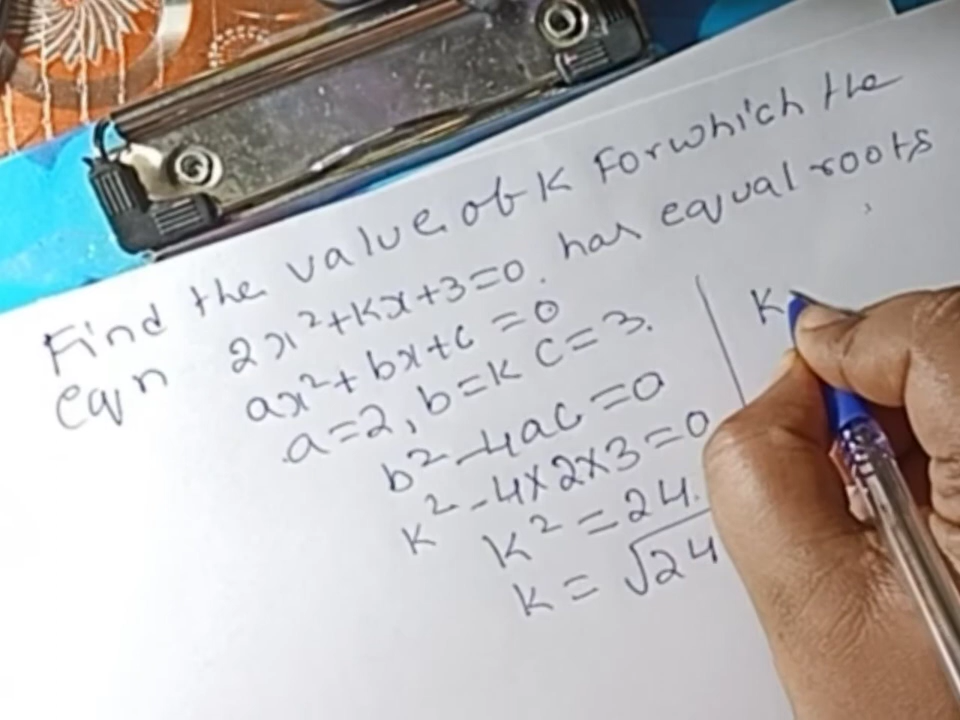 Find the value of K For which the
eqn 2x²+Kx+3=0. has equal roots
ax²+bx+c=0
a=2, b=K C=3.
b²-4ac=0
K²-4×2×3=0
K²=24.
K=√24
K